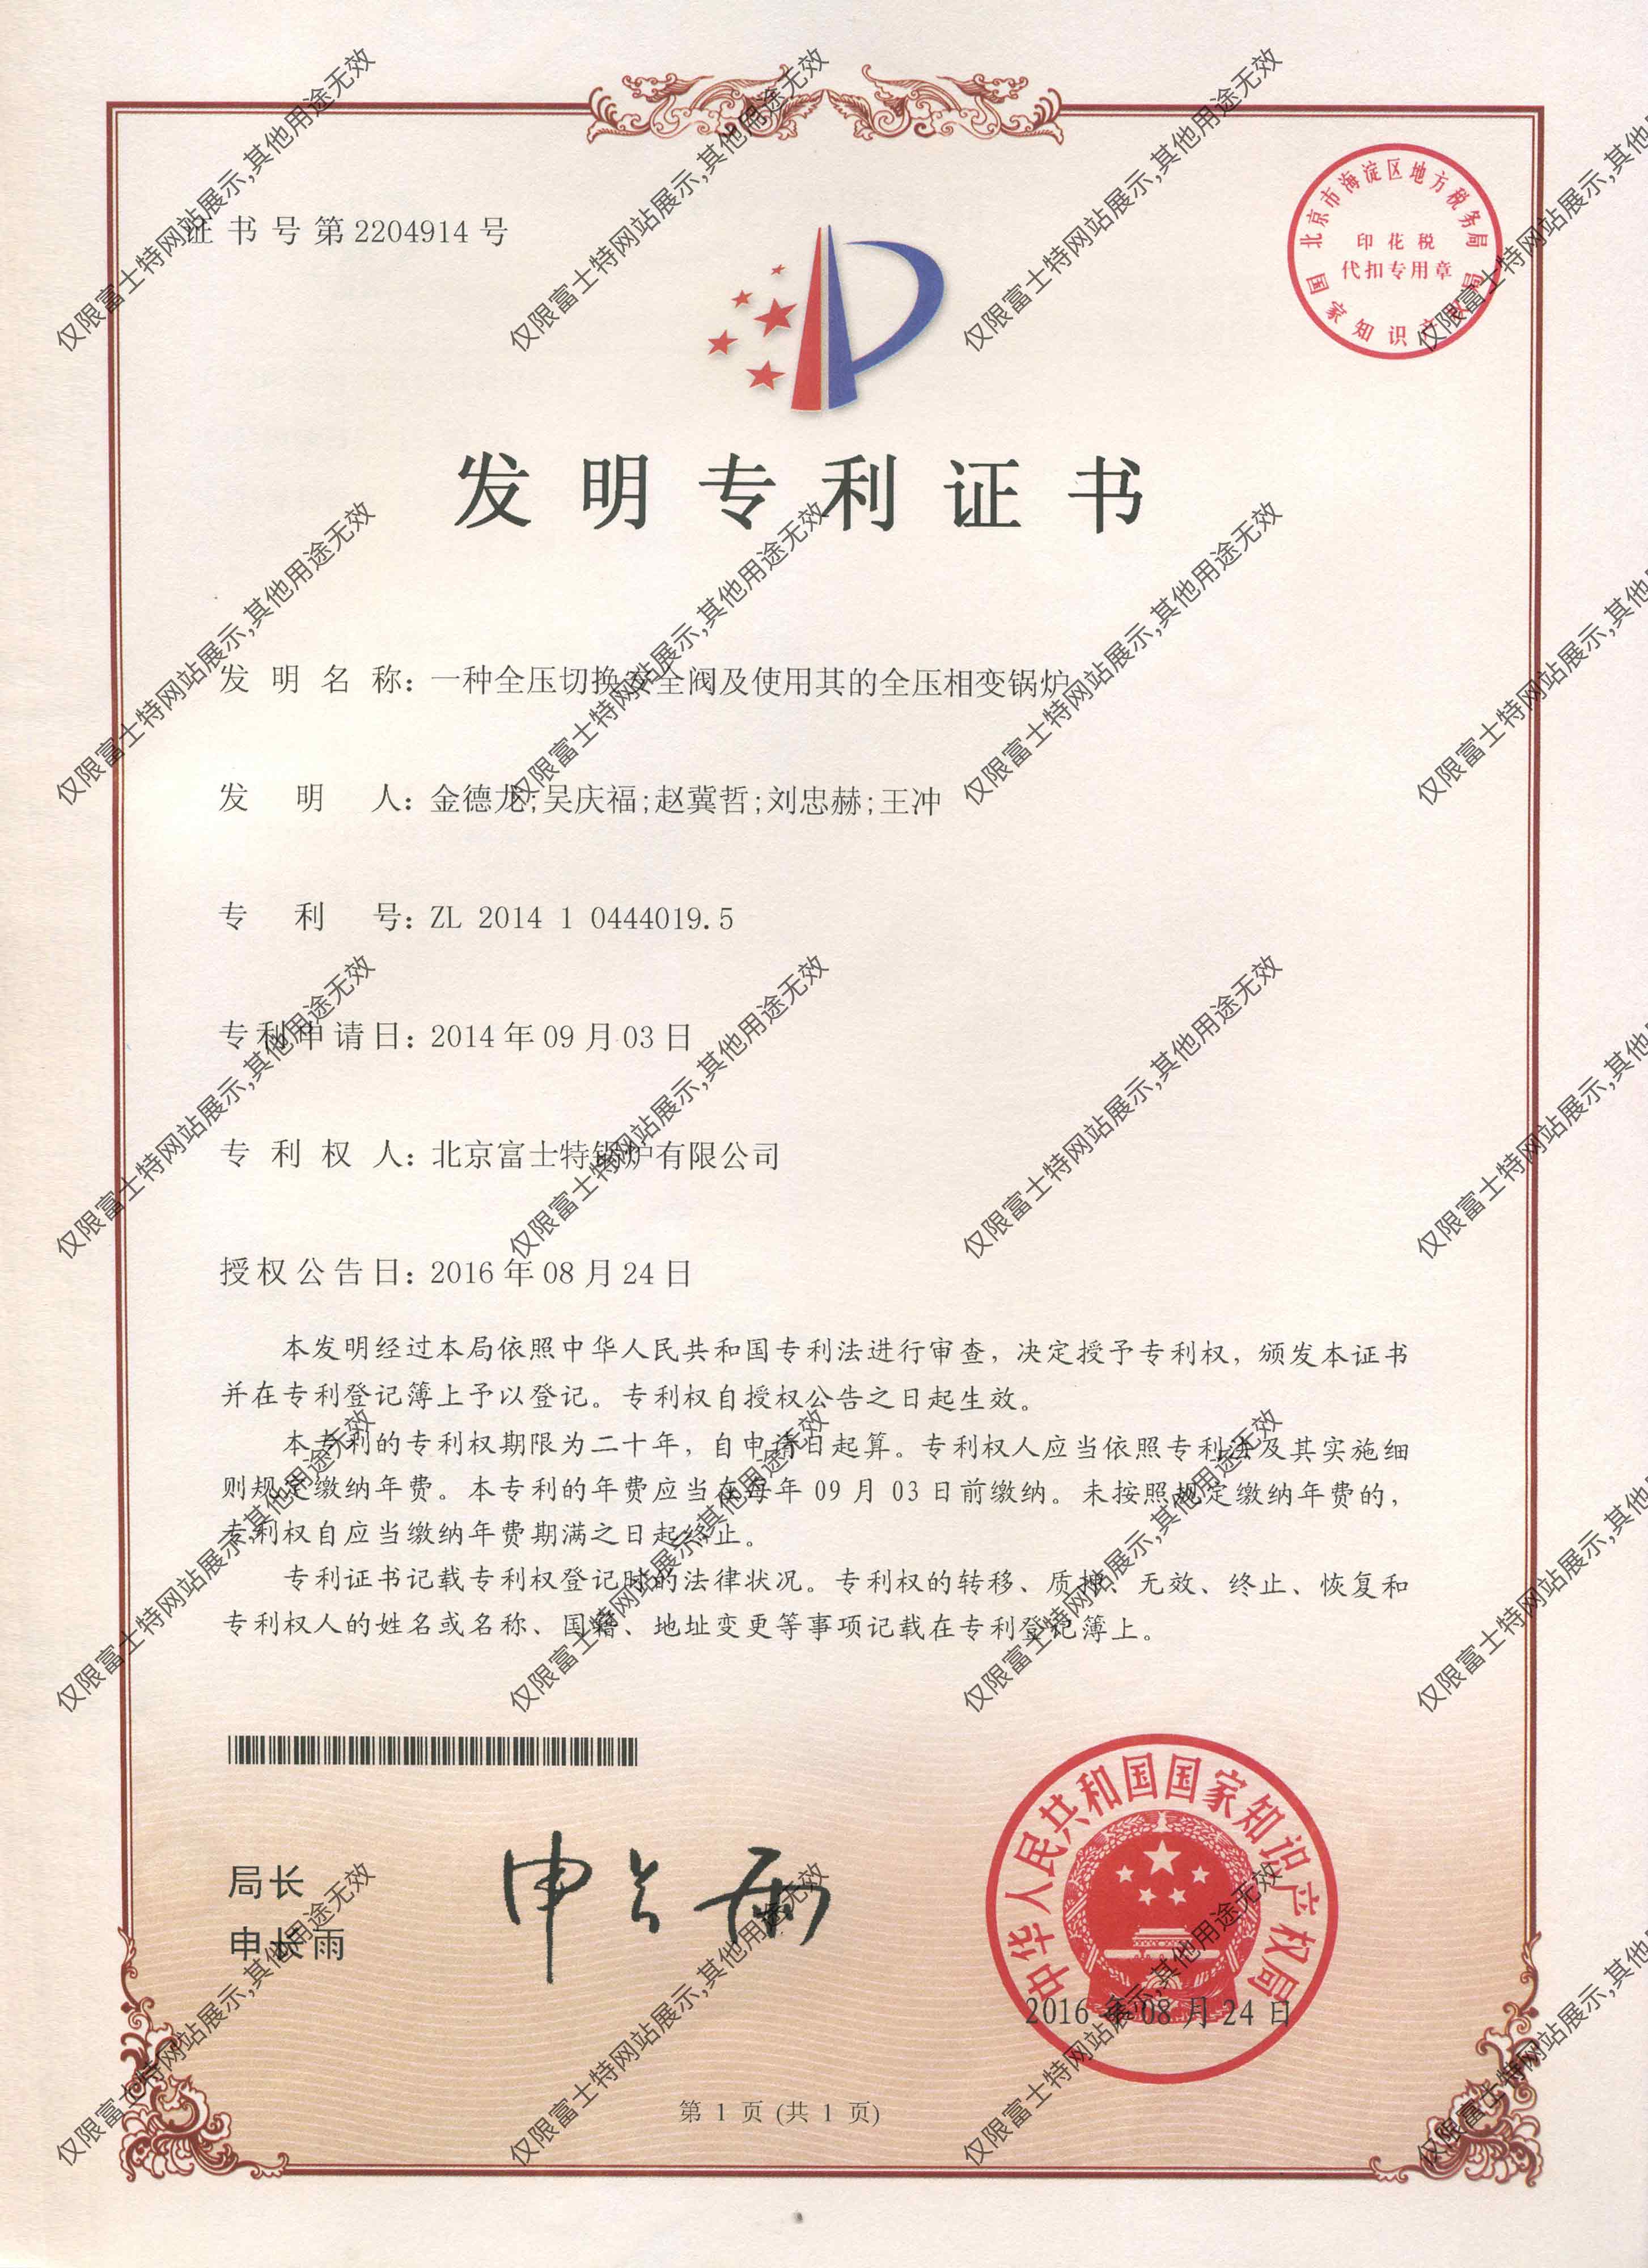 证书号第2204914号
北京市海淀区地方税务局
印花税
代扣专用章
国家知识产权局
发明专利证书
发明名称：一种全压切换安全阀及使用其的全压相变锅炉
发明人：金德龙;吴庆福;赵冀哲;刘忠赫;王冲
专利号：ZL 2014 1 0444019.5
专利申请日：2014年09月03日
专利权人：北京富士特锅炉有限公司
授权公告日：2016年08月24日
本发明经过本局依照中华人民共和国专利法进行审查，决定授予专利权，颁发本证书
并在专利登记簿上予以登记。专利权自授权公告之日起生效。
本专利的专利权期限为二十年，自申请日起算。专利权人应当依照专利法及其实施细
则规定缴纳年费。本专利的年费应当在每年09月03日前缴纳。未按照规定缴纳年费的，
专利权自应当缴纳年费期满之日起终止。
专利证书记载专利权登记时的法律状况。专利权的转移、质押、无效、终止、恢复和
专利权人的姓名或名称、国籍、地址变更等事项记载在专利登记簿上。
局长
申长雨
申长雨
中华人民共和国国家知识产权局
2016年08月24日
第1页(共1页)
仅限富士特网站展示,其他用途无效